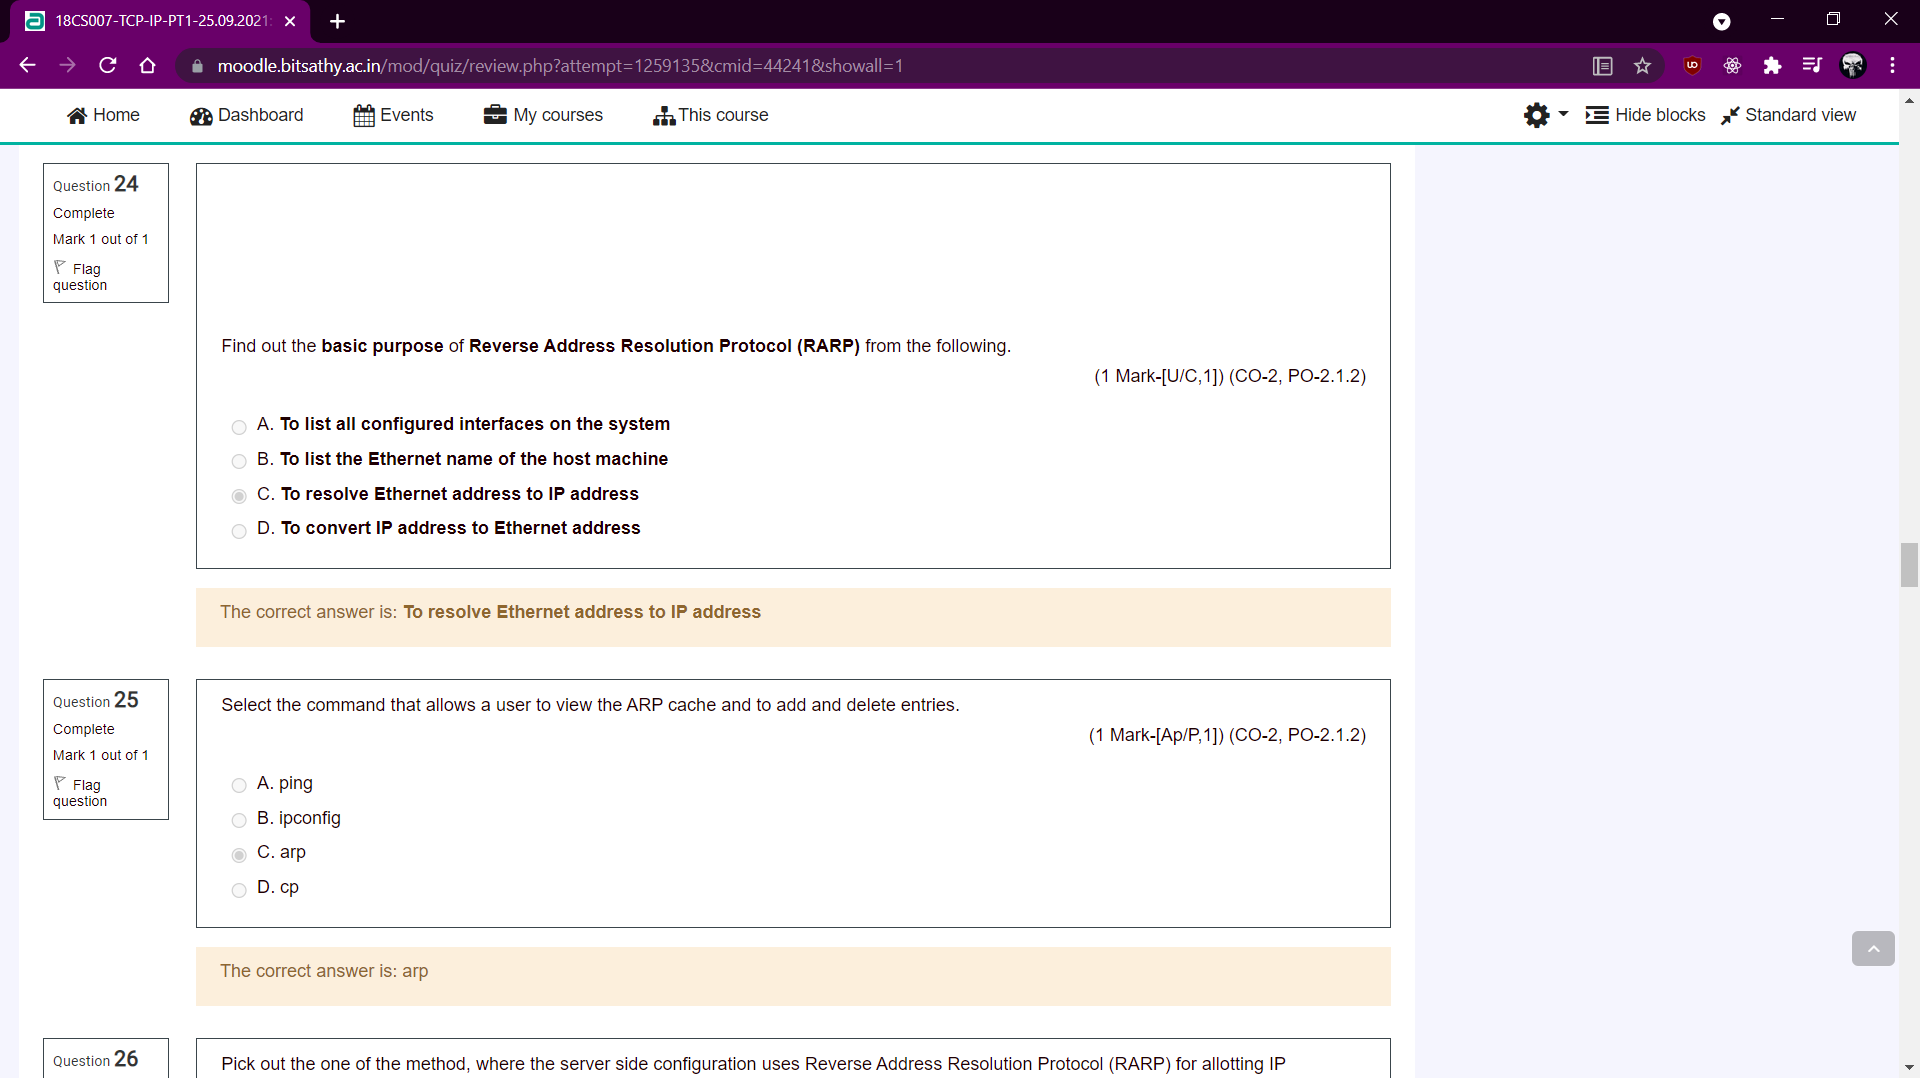 18CS007-TCP-IP-PT1-25.09.2021
moodle.bitsathy.ac.in/mod/quiz/review.php?attempt=1259135&cmid=44241&showall=1
Home
Dashboard
Events
My courses
This course
Hide blocks
Standard view
Question 24
Complete
Mark 1 out of 1
Flag
question
Find out the basic purpose of Reverse Address Resolution Protocol (RARP) from the following.
(1 Mark-[U/C,1]) (CO-2, PO-2.1.2)
A. To list all configured interfaces on the system
B. To list the Ethernet name of the host machine
C. To resolve Ethernet address to IP address
D. To convert IP address to Ethernet address
The correct answer is: To resolve Ethernet address to IP address
Question 25
Complete
Mark 1 out of 1
Flag
question
Select the command that allows a user to view the ARP cache and to add and delete entries.
(1 Mark-[Ap/P,1]) (CO-2, PO-2.1.2)
A. ping
B. ipconfig
C. arp
D. cp
The correct answer is: arp
Question 26
Pick out the one of the method, where the server side configuration uses Reverse Address Resolution Protocol (RARP) for allotting IP